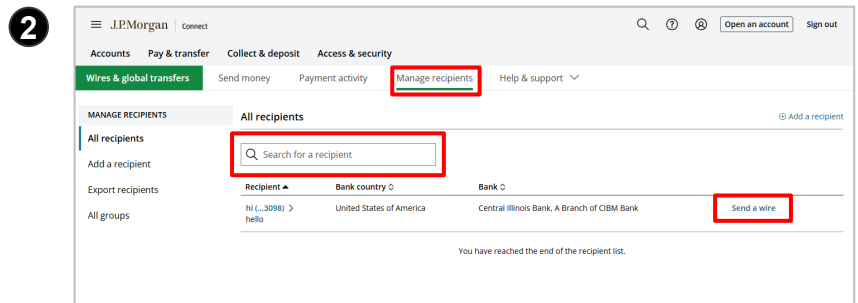 2
J.P.Morgan | Connect Open an account Sign out
Accounts Pay & transfer Collect & deposit Access & security
Wires & global transfers Send money Payment activity Manage recipients Help & support
MANAGE RECIPIENTS
All recipients
Add a recipient
Export recipients
All groups
All recipients Add a recipient
Search for a recipient
Recipient Bank country Bank
hi (...3098) > United States of America Central Illinois Bank, A Branch of CIBM Bank Send a wire
hello
You have reached the end of the recipient list.